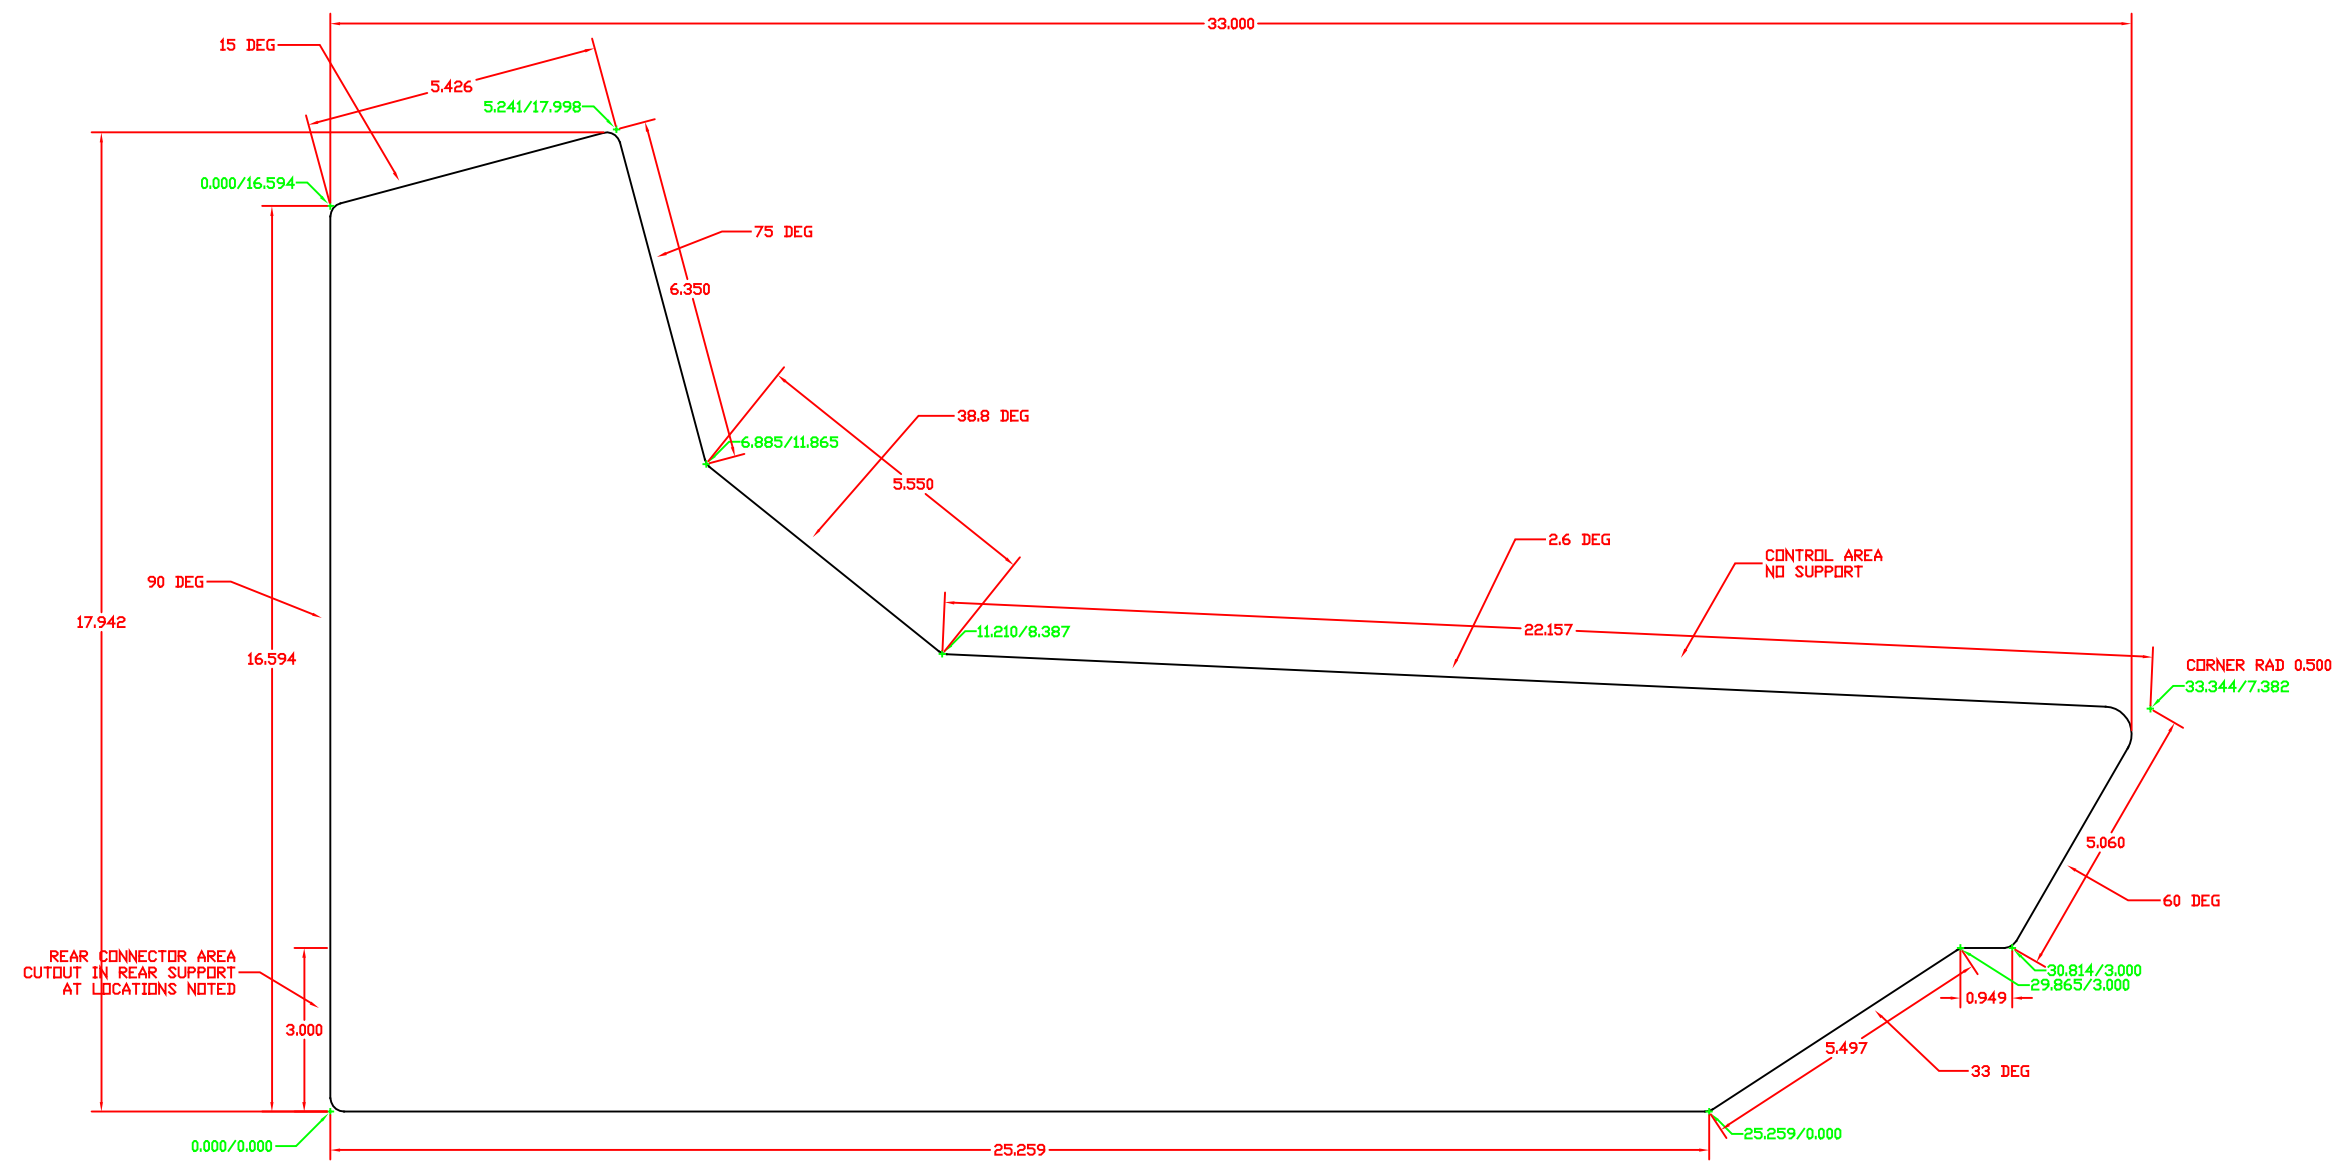 33.000
15 DEG
5.426
5.241/17.998
0.000/16.594
75 DEG
6.350
38.8 DEG
6.885/11.865
5.550
2.6 DEG
CONTROL AREA
NO SUPPORT
90 DEG
17.942
11.210/8.387
22.157
16.594
CORNER RAD 0.500
33.344/7.382
5.060
60 DEG
REAR CONNECTOR AREA
CUTOUT IN REAR SUPPORT
AT LOCATIONS NOTED
30.814/3.000
29.865/3.000
0.949
3.000
5.497
33 DEG
25.259/0.000
0.000/0.000
25.259